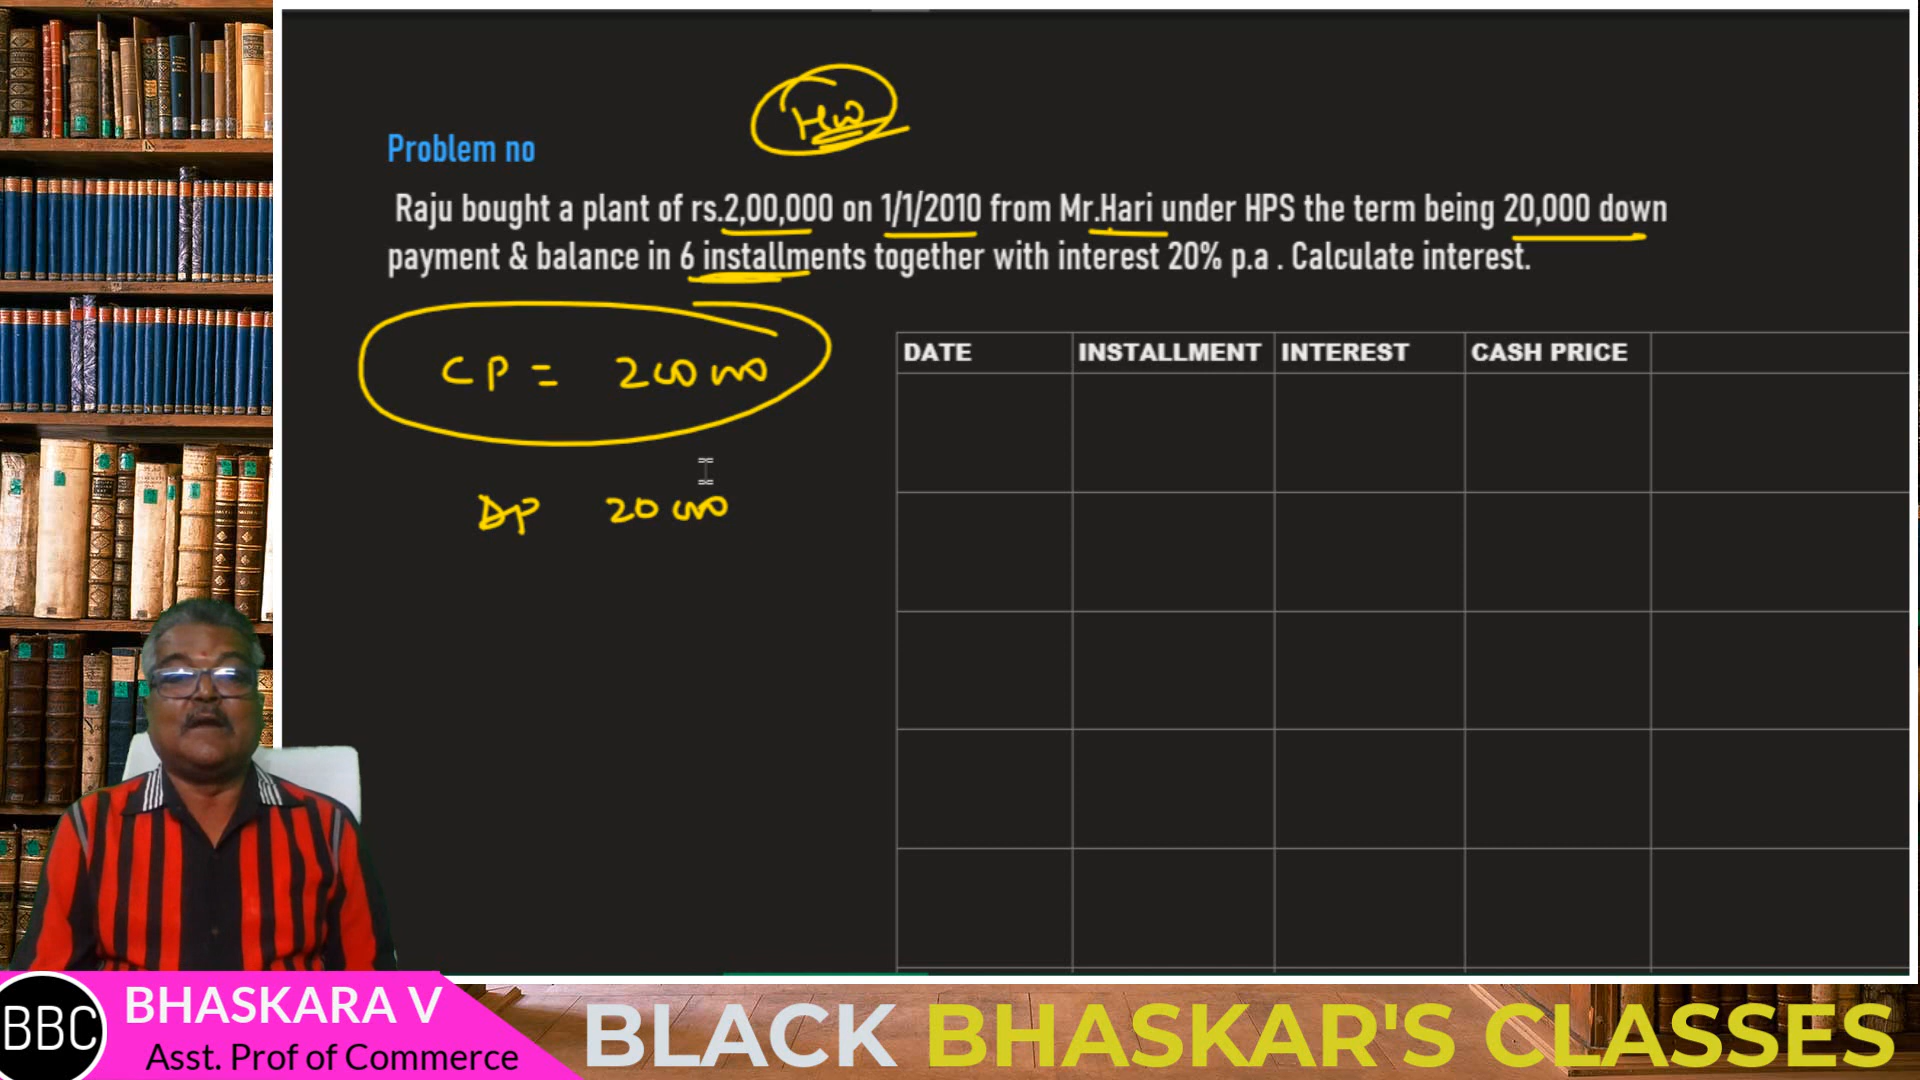 HW
Problem no
Raju bought a plant of rs.2,00,000 on 1/1/2010 from Mr.Hari under HPS the term being 20,000 down
payment & balance in 6 installments together with interest 20% p.a . Calculate interest.
CP = 200000
DP 20000
DATE INSTALLMENT INTEREST CASH PRICE
BBC
BHASKARA V
Asst. Prof of Commerce
BLACK BHASKAR'S CLASSES